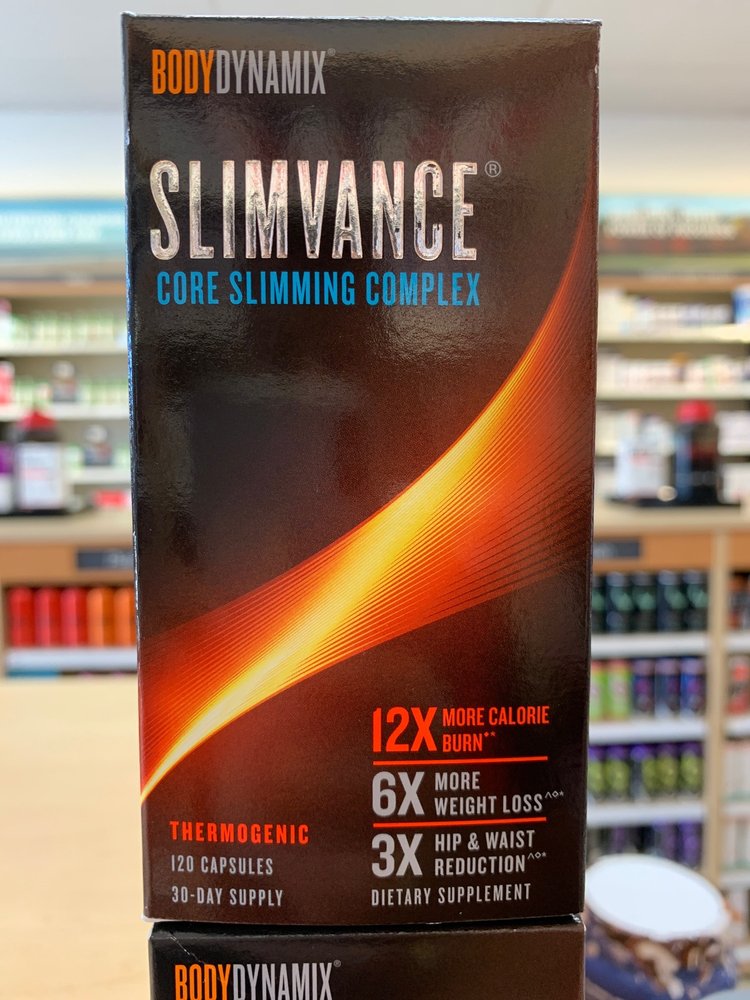 BODYDYNAMIX®
SLIMVANCE®
CORE SLIMMING COMPLEX
12X MORE CALORIE
BURN**
6X MORE
WEIGHT LOSS^◇*
3X HIP & WAIST
REDUCTION^◇*
THERMOGENIC
120 CAPSULES
30-DAY SUPPLY
DIETARY SUPPLEMENT
BODYDYNAMIX®